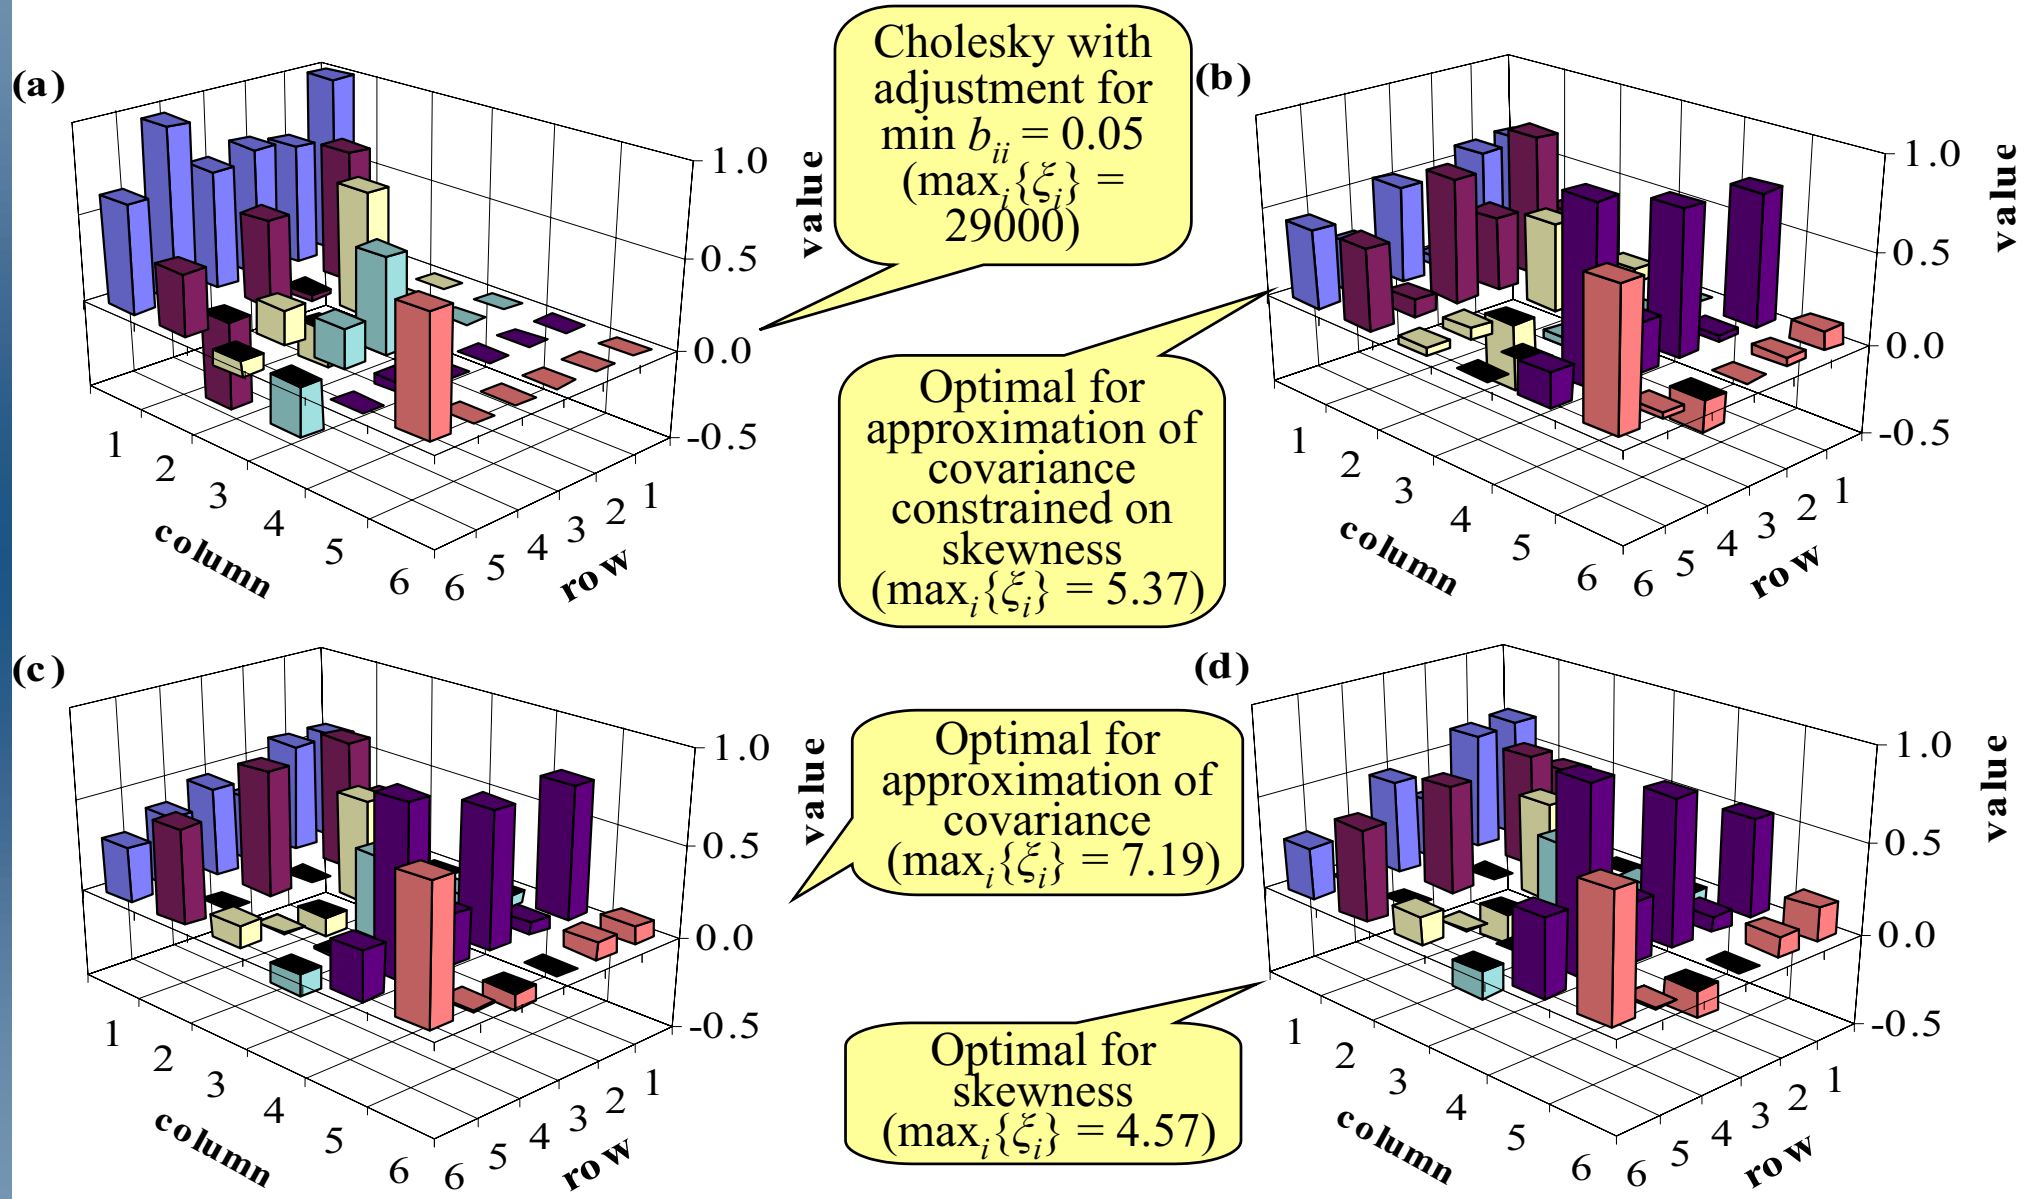 (a)
value
1.0
0.5
0.0
-0.5
1
2
3
4
5
6
column
6
5
4
3
2
1
row
Cholesky with
adjustment for
min b_ii = 0.05
(max_i{ξ_i} =
29000)
(b)
value
1.0
0.5
0.0
-0.5
1
2
3
4
5
6
column
6
5
4
3
2
1
row
Optimal for
approximation of
covariance
constrained on
skewness
(max_i{ξ_i} = 5.37)
(c)
value
1.0
0.5
0.0
-0.5
1
2
3
4
5
6
column
6
5
4
3
2
1
row
Optimal for
approximation of
covariance
(max_i{ξ_i} = 7.19)
(d)
value
1.0
0.5
0.0
-0.5
1
2
3
4
5
6
column
6
5
4
3
2
1
row
Optimal for
skewness
(max_i{ξ_i} = 4.57)